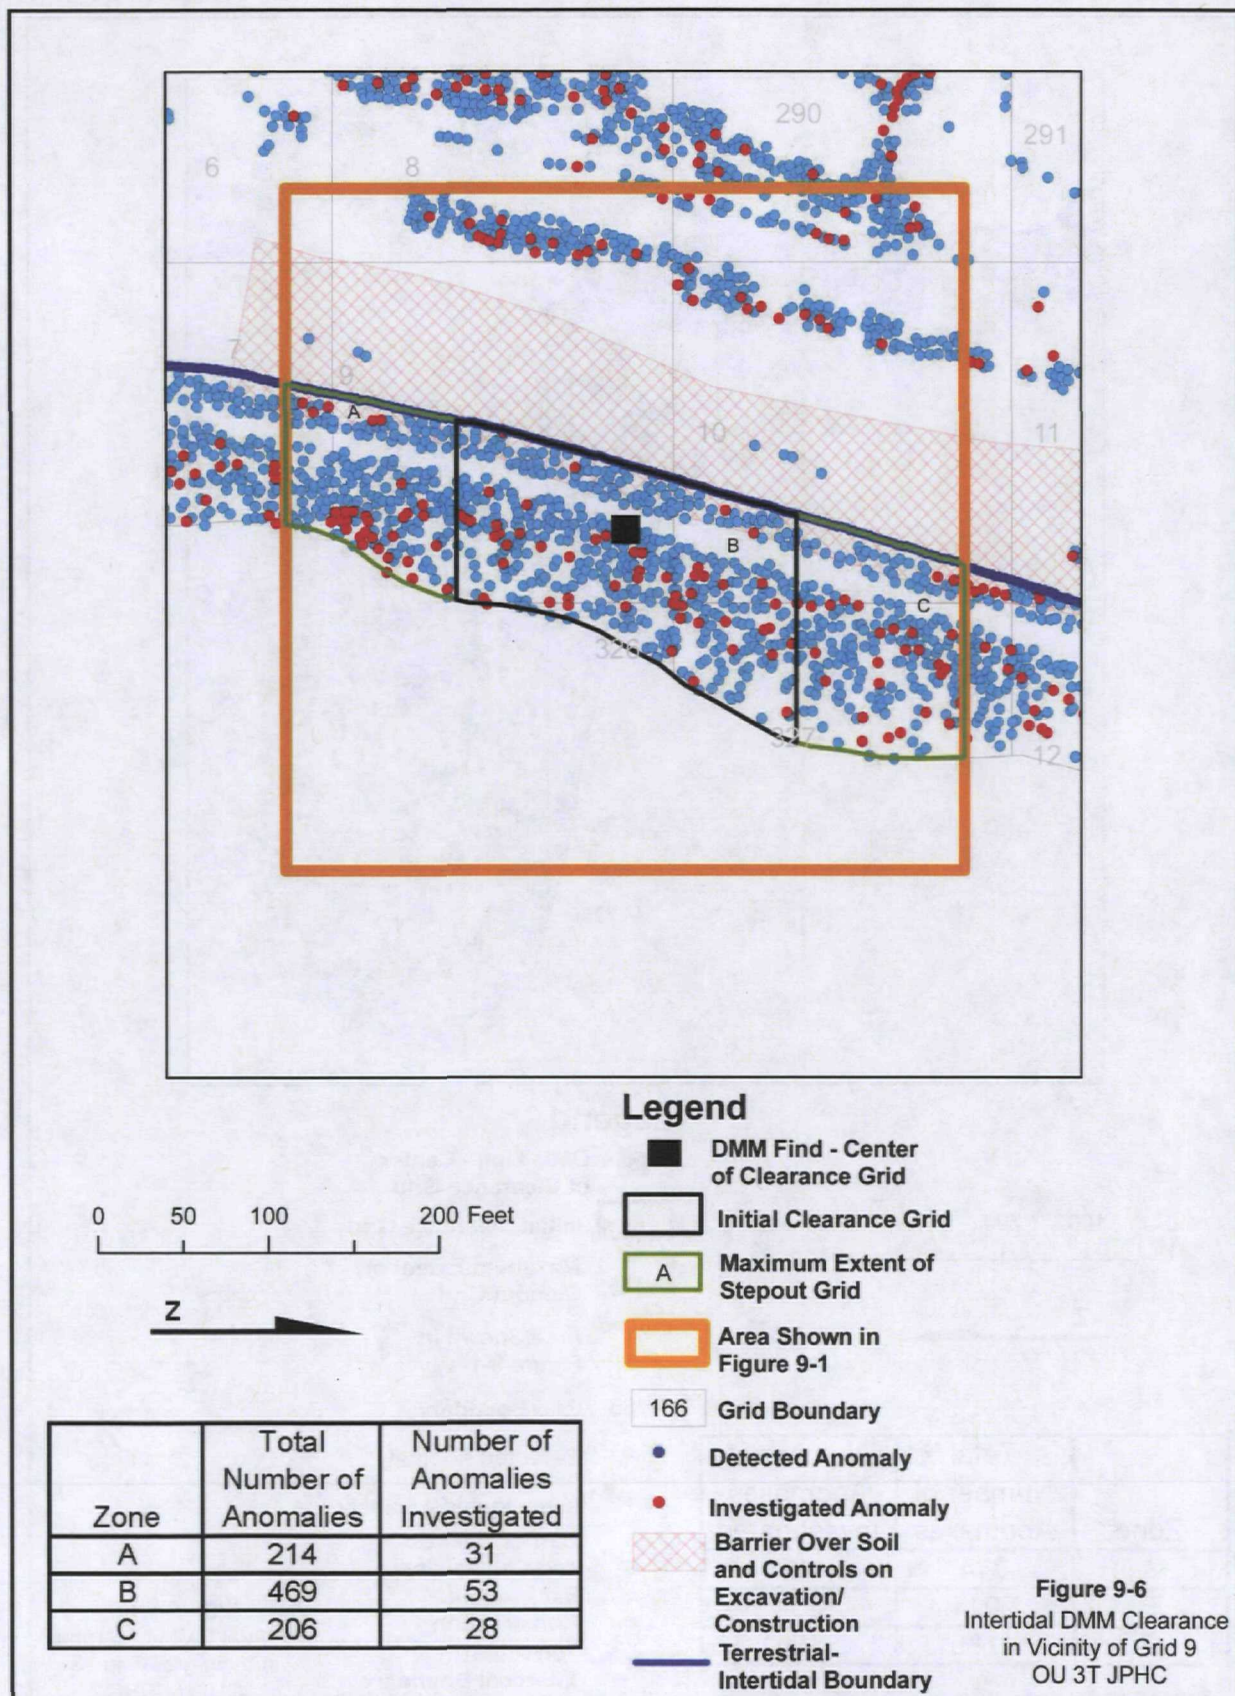 290
291
6
8
7
9
A
10
11
B
C
326
327
12
Legend
DMM Find - Center
of Clearance Grid
Initial Clearance Grid
A
Maximum Extent of
Stepout Grid
Area Shown in
Figure 9-1
166
Grid Boundary
Detected Anomaly
Investigated Anomaly
Barrier Over Soil
and Controls on
Excavation/
Construction
Terrestrial-
Intertidal Boundary
0 50 100 200 Feet
Z
Zone
Total
Number of
Anomalies
Number of
Anomalies
Investigated
A 214 31
B 469 53
C 206 28
Figure 9-6
Intertidal DMM Clearance
in Vicinity of Grid 9
OU 3T JPHC